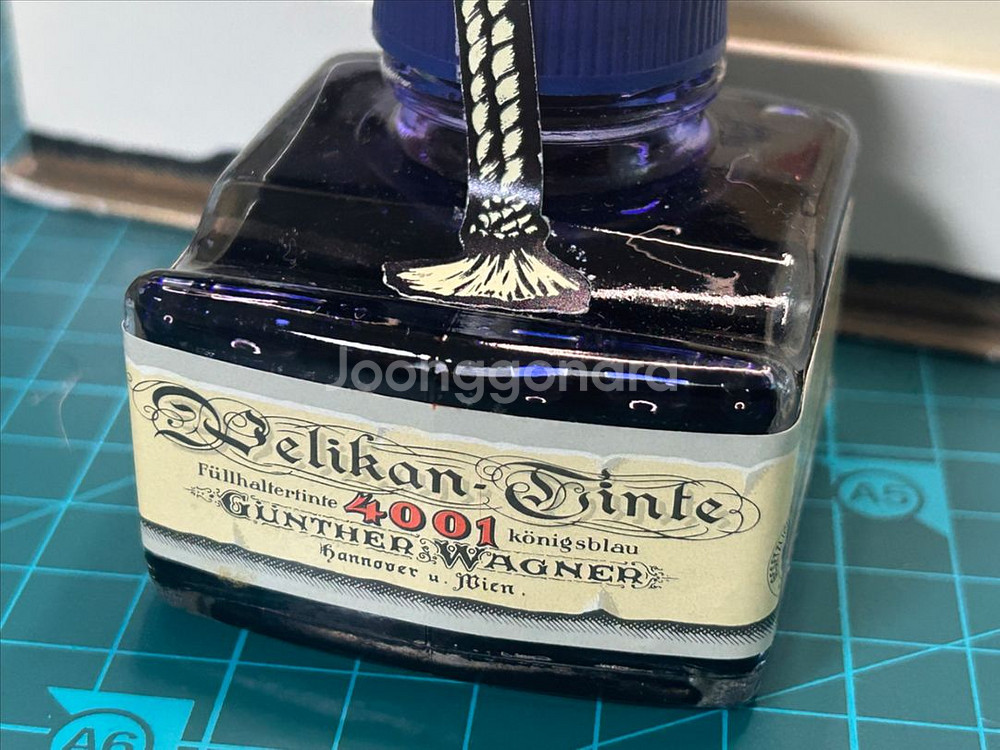 Joonggonara
Pelikan-Tinte
Füllhaltertinte 4001 königsblau
GÜNTHER WAGNER
Hannover u. Wien.
A5
A6